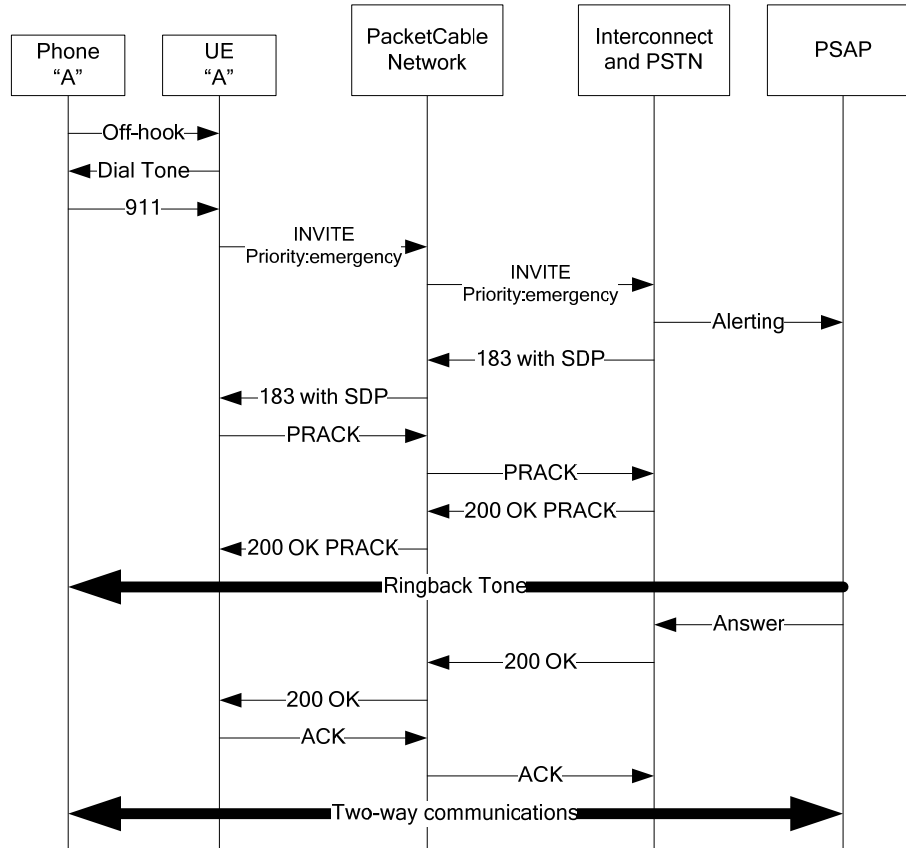 Phone
“A”
UE
“A”
PacketCable
Network
Interconnect
and PSTN
PSAP
Off-hook
Dial Tone
911
INVITE
Priority:emergency
INVITE
Priority:emergency
Alerting
183 with SDP
183 with SDP
PRACK
PRACK
200 OK PRACK
200 OK PRACK
Ringback Tone
Answer
200 OK
200 OK
ACK
ACK
Two-way communications